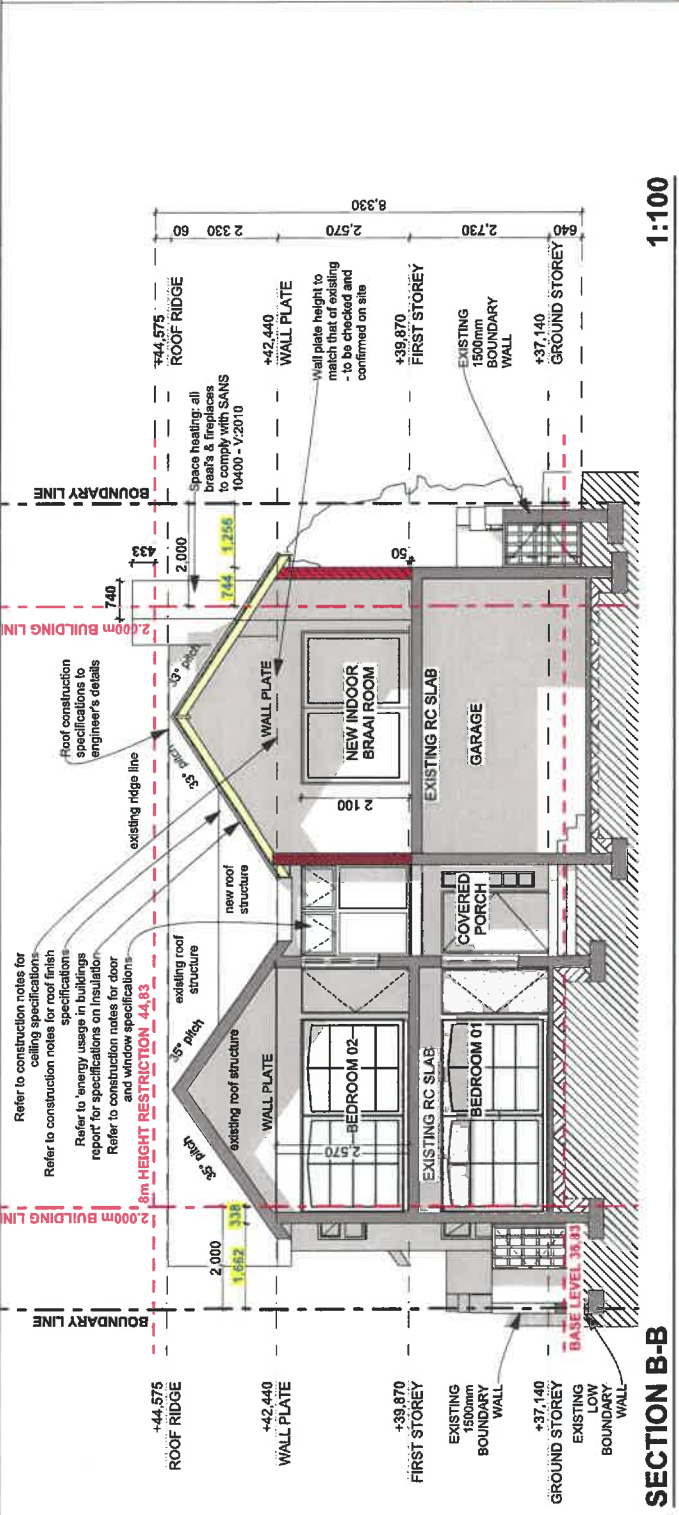 Refer to construction notes for
ceiling specifications
Refer to construction notes for roof finish
specifications
Refer to 'energy usage in buildings
report' for specifications on insulation
Refer to construction notes for door
and window specifications
8m HEIGHT RESTRICTION 44,83
Roof construction
specifications to
engineer's details
existing ridge line
existing roof
structure
new roof
structure
BOUNDARY LINE
2.000m BUILDING LINE
2.000m BUILDING LINE
BOUNDARY LINE
2,000
1,662
338
35° pitch
35° pitch
existing roof structure
33° pitch
33° pitch
740
433
2,000
744
1,256
Space heating: all
braai's & fireplaces
to comply with SANS
10400 - V:2010
+44,575
ROOF RIDGE
+42,440
WALL PLATE
+39,870
FIRST STOREY
EXISTING
1500mm
BOUNDARY
WALL
+37,140
GROUND STOREY
EXISTING
LOW
BOUNDARY
WALL
BASE LEVEL 36,83
WALL PLATE
2,570
BEDROOM 02
EXISTING RC SLAB
BEDROOM 01
COVERED
PORCH
WALL PLATE
2 100
NEW INDOOR
BRAAI ROOM
50
EXISTING RC SLAB
GARAGE
+44,575
ROOF RIDGE
+42,440
WALL PLATE
Wall plate height to
match that of existing
- to be checked and
confirmed on site
+39,870
FIRST STOREY
EXISTING
1500mm
BOUNDARY
WALL
+37,140
GROUND STOREY
60
2 330
2,570
2,730
640
8,330
SECTION B-B
1:100